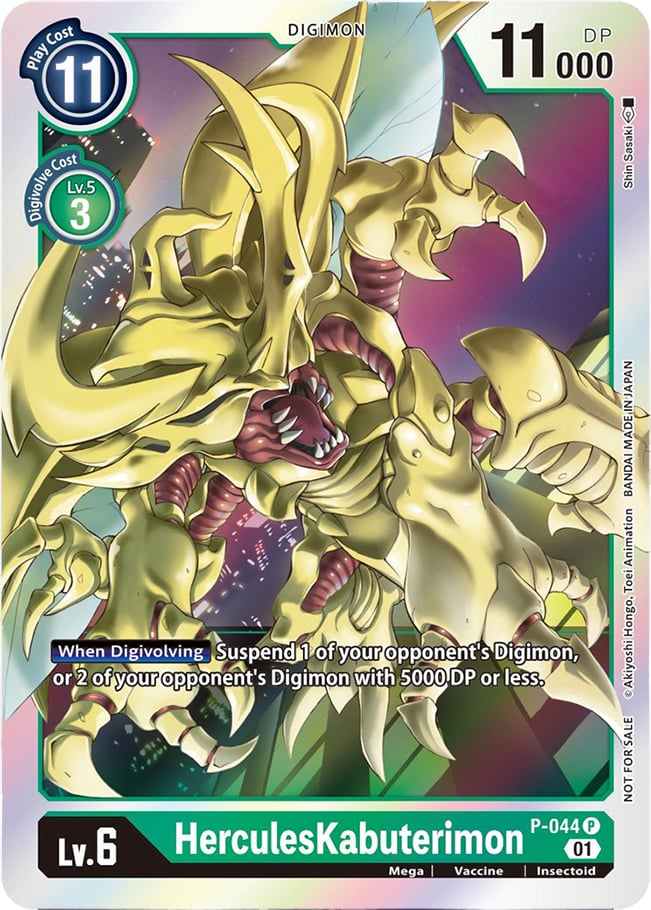 DIGIMON
Play Cost
11
DP
11000
Digivolve Cost
Lv.5
3
Shin Sasaki
BANDAI MADE IN JAPAN
©Akiyoshi Hongo, Toei Animation
NOT FOR SALE
When Digivolving Suspend 1 of your opponent's Digimon,
or 2 of your opponent's Digimon with 5000 DP or less.
Lv.6
HerculesKabuterimon
P-044 P
01
Mega | Vaccine | Insectoid